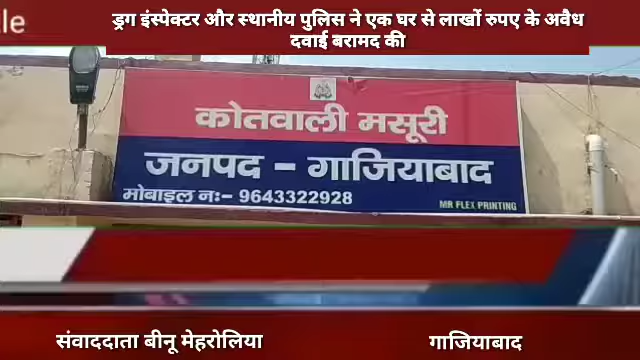 ड्रग इंस्पेक्टर और स्थानीय पुलिस ने एक घर से लाखों रुपए के अवैध
दवाई बरामद की
कोतवाली मसूरी
जनपद - गाजियाबाद
मोबाइल नः- 9643322928
MR FLEX PRINTING
संवाददाता बीनू मेहरोलिया
गाजियाबाद